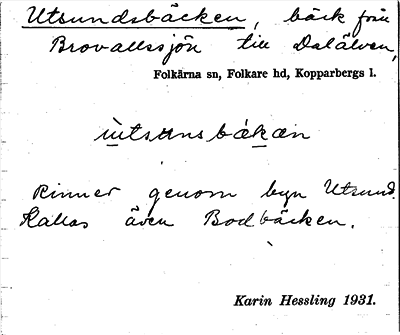 Utsundsbäcken, bäck från
Brovallssjön till Dalälven,
Folkärna sn, Folkare hd, Kopparbergs l.
ùtsunsbäkän
Rinner genom byn Utsund.
Kallas även Bodbäcken.
Karin Hessling 1931.